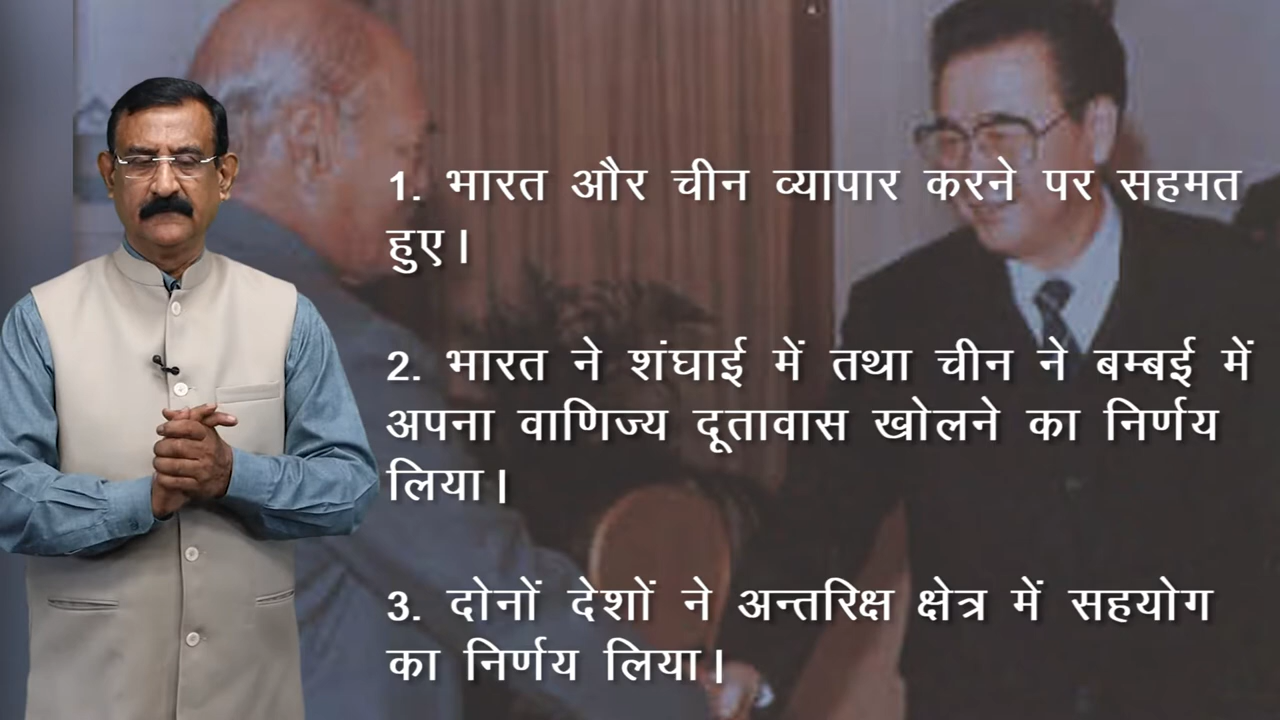 1. भारत और चीन व्यापार करने पर सहमत
हुए।
2. भारत ने शंघाई में तथा चीन ने बम्बई में
अपना वाणिज्य दूतावास खोलने का निर्णय
लिया।
3. दोनों देशों ने अन्तरिक्ष क्षेत्र में सहयोग
का निर्णय लिया।